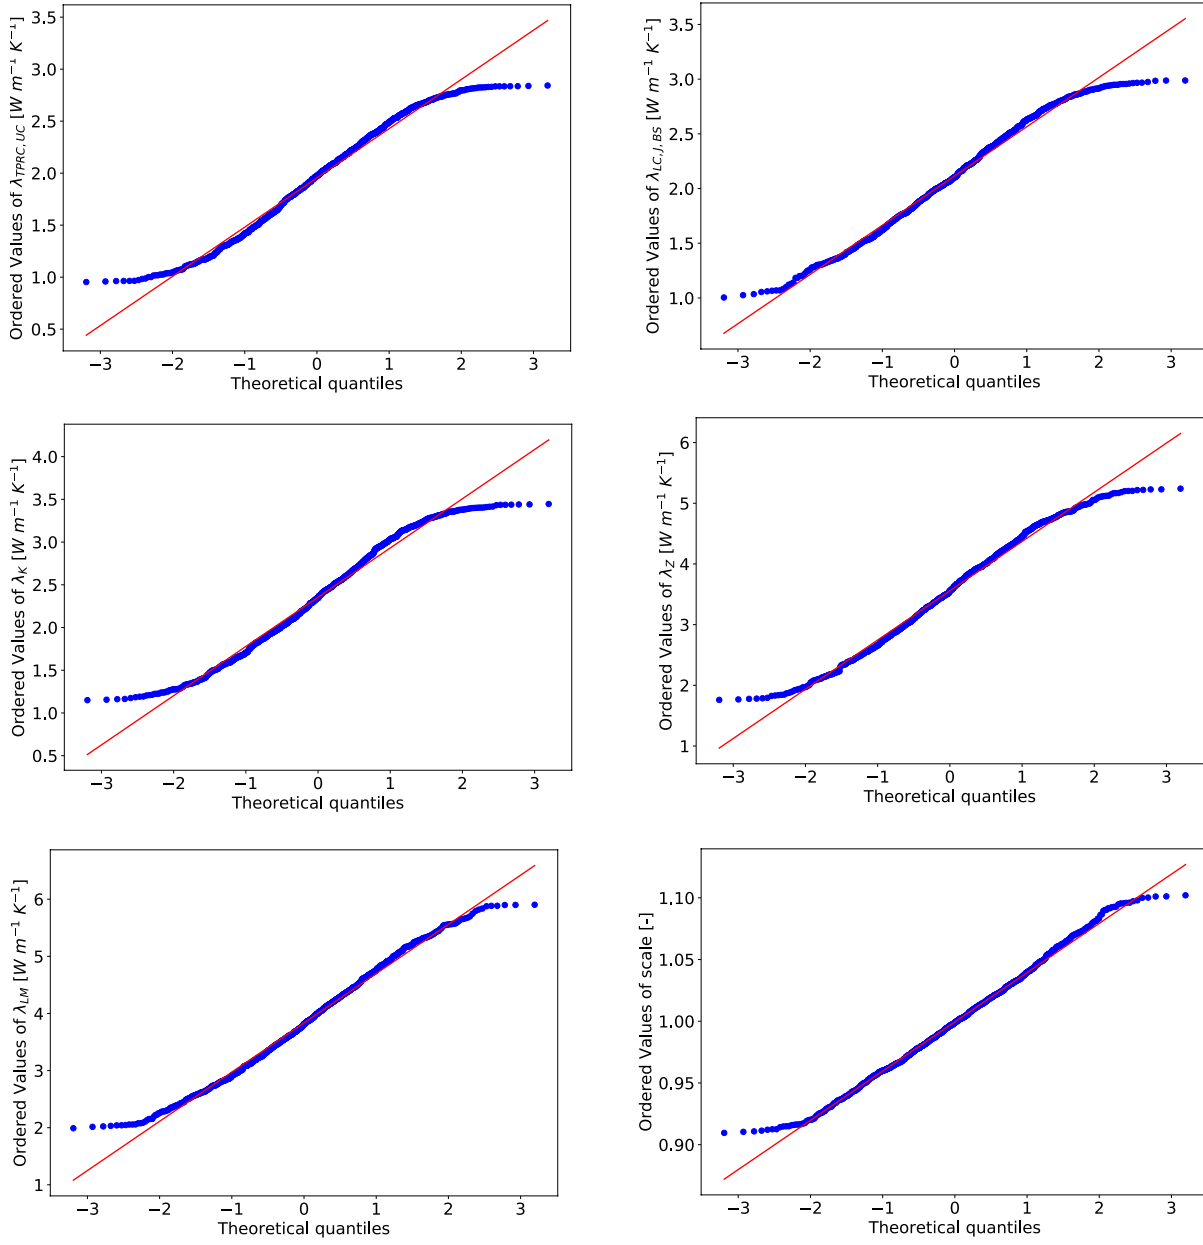 3.5
3.0
2.5
2.0
1.5
1.0
0.5
Ordered Values of λ_TPRC,UC [W m⁻¹ K⁻¹]
−3 −2 −1 0 1 2 3
Theoretical quantiles
3.5
3.0
2.5
2.0
1.5
1.0
Ordered Values of λ_LC,J,BS [W m⁻¹ K⁻¹]
−3 −2 −1 0 1 2 3
Theoretical quantiles
4.0
3.5
3.0
2.5
2.0
1.5
1.0
0.5
Ordered Values of λ_K [W m⁻¹ K⁻¹]
−3 −2 −1 0 1 2 3
Theoretical quantiles
6
5
4
3
2
1
Ordered Values of λ_Z [W m⁻¹ K⁻¹]
−3 −2 −1 0 1 2 3
Theoretical quantiles
6
5
4
3
2
1
Ordered Values of λ_LM [W m⁻¹ K⁻¹]
−3 −2 −1 0 1 2 3
Theoretical quantiles
1.10
1.05
1.00
0.95
0.90
Ordered Values of scale [-]
−3 −2 −1 0 1 2 3
Theoretical quantiles